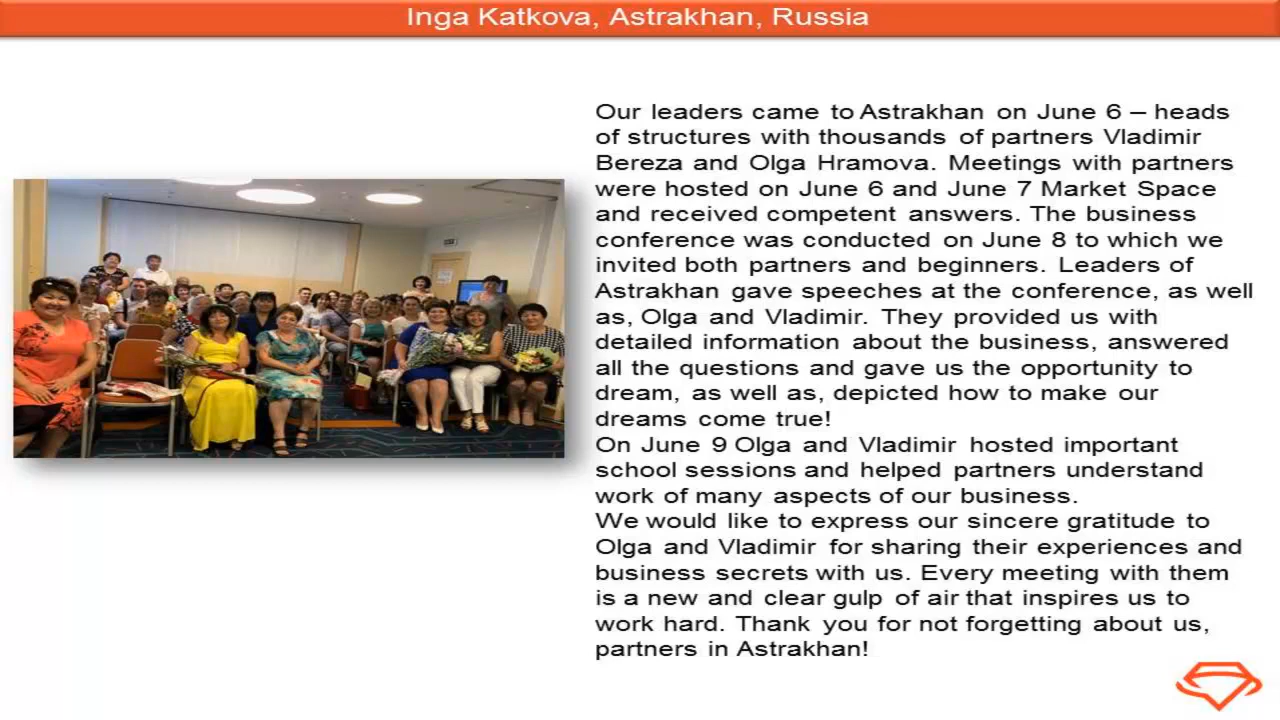 Inga Katkova, Astrakhan, Russia
Our leaders came to Astrakhan on June 6 – heads
of structures with thousands of partners Vladimir
Bereza and Olga Hramova. Meetings with partners
were hosted on June 6 and June 7 Market Space
and received competent answers. The business
conference was conducted on June 8 to which we
invited both partners and beginners. Leaders of
Astrakhan gave speeches at the conference, as well
as, Olga and Vladimir. They provided us with
detailed information about the business, answered
all the questions and gave us the opportunity to
dream, as well as, depicted how to make our
dreams come true!
On June 9 Olga and Vladimir hosted important
school sessions and helped partners understand
work of many aspects of our business.
We would like to express our sincere gratitude to
Olga and Vladimir for sharing their experiences and
business secrets with us. Every meeting with them
is a new and clear gulp of air that inspires us to
work hard. Thank you for not forgetting about us,
partners in Astrakhan!